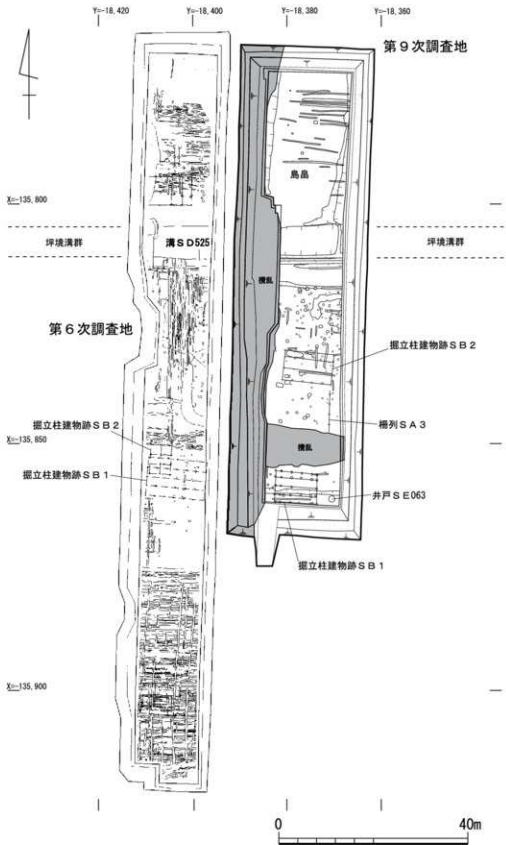 Y=-18,420
Y=-18,400
Y=-18,380
Y=-18,360
第9次調査地
島畠
X=-135,800
坪境溝群
溝SD525
坪境溝群
攪乱
第6次調査地
掘立柱建物跡SB2
掘立柱建物跡SB2
柵列SA3
X=-135,850
攪乱
掘立柱建物跡SB1
井戸SE063
掘立柱建物跡SB1
X=-135,900
0
40m